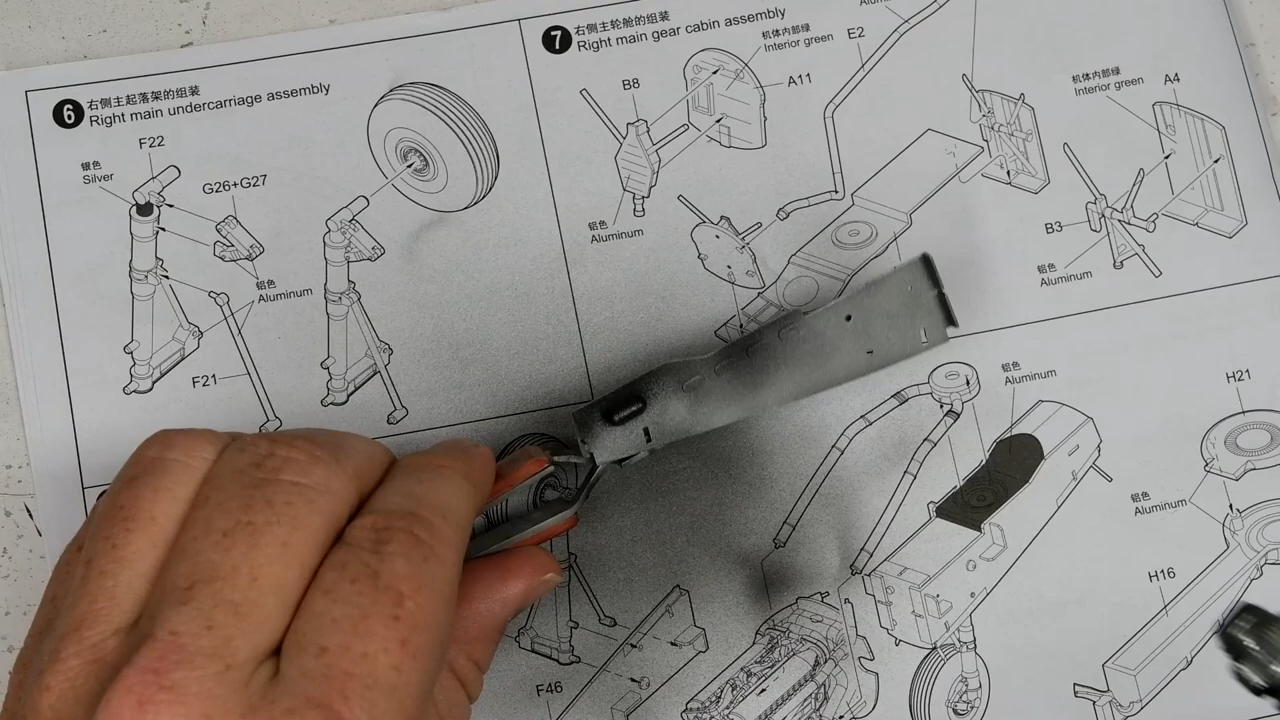 6 右侧主起落架的组装
Right main undercarriage assembly
F22
银色
Silver
G26+G27
铝色
Aluminum
F21
7 右侧主轮舱的组装
Right main gear cabin assembly
机体内部绿
Interior green
B8
A11
铝色
Aluminum
E2
机体内部绿
Interior green
A4
B3
铝色
Aluminum
铝色
Aluminum
H21
铝色
Aluminum
H16
F46